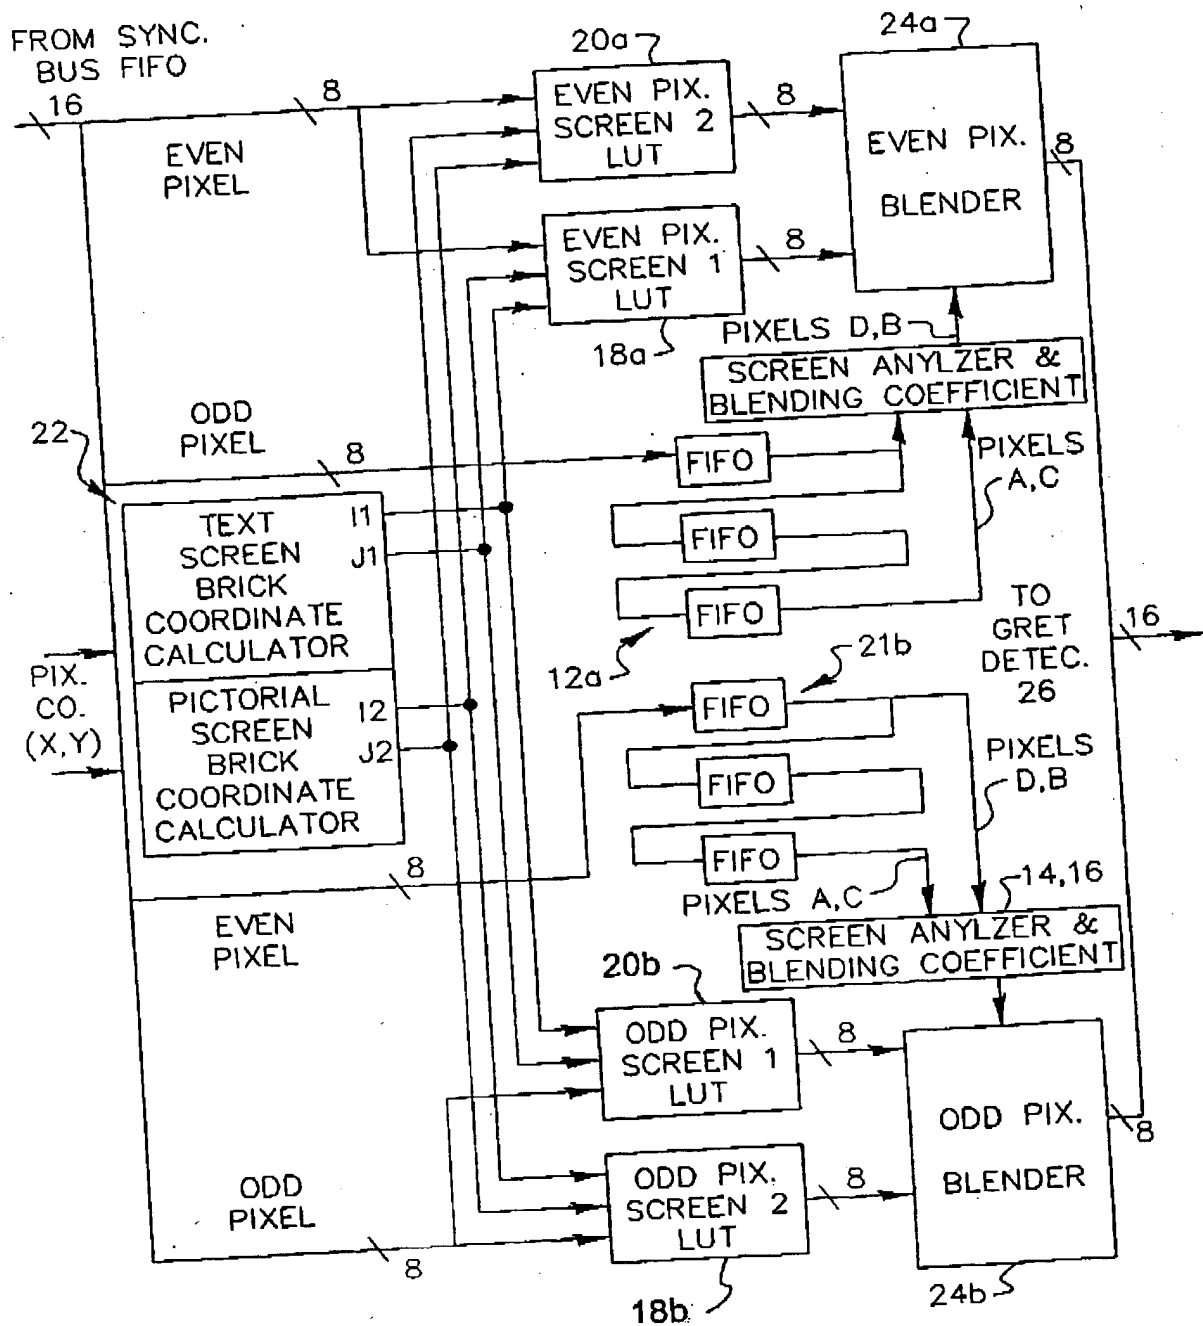 FROM SYNC.
BUS FIFO
16
8
EVEN
PIXEL
20a
EVEN PIX.
SCREEN 2
LUT
8
24a
EVEN PIX.
BLENDER
8
EVEN PIX.
SCREEN 1
LUT
8
18a
PIXELS D,B
SCREEN ANYLZER &
BLENDING COEFFICIENT
ODD
PIXEL
8
22
FIFO
PIXELS
A,C
FIFO
FIFO
12a
TEXT
SCREEN
BRICK
COORDINATE
CALCULATOR
I1
J1
PICTORIAL
SCREEN
BRICK
COORDINATE
CALCULATOR
I2
J2
PIX.
CO.
(X,Y)
TO
GRET
DETEC.
26
16
21b
FIFO
FIFO
FIFO
PIXELS
D,B
PIXELS A,C
14,16
SCREEN ANYLZER &
BLENDING COEFFICIENT
8
EVEN
PIXEL
20b
ODD PIX.
SCREEN 1
LUT
8
ODD PIX.
BLENDER
8
ODD PIX.
SCREEN 2
LUT
8
18b
24b
ODD
PIXEL
8